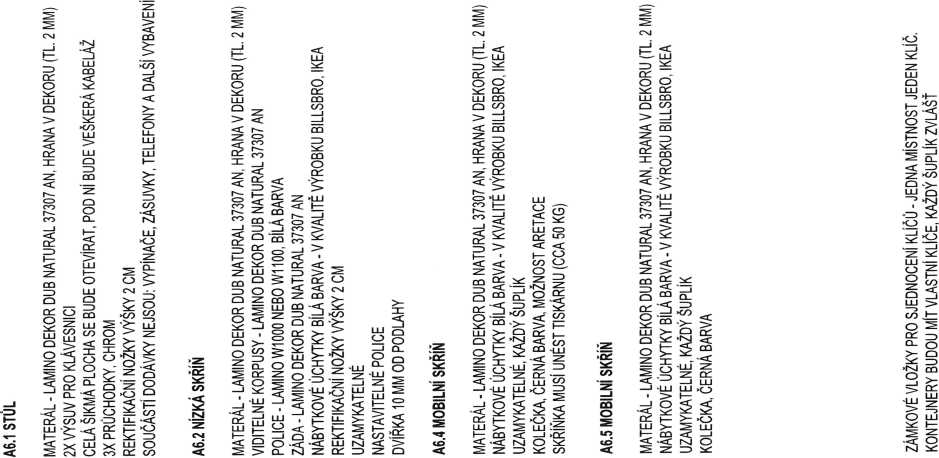 A6.1 STŮL
MATERÁL - LAMINO DEKOR DUB NATURAL 37307 AN, HRANA V DEKORU (TL. 2 MM)
2X VÝSUV PRO KLÁVESNICI
CELÁ ŠIKMÁ PLOCHA SE BUDE OTEVÍRAT, POD NÍ BUDE VEŠKERÁ KABELÁŽ
3X PRŮCHODKY, CHROM
REKTIFIKAČNÍ NOŽKY VÝŠKY 2 CM
SOUČÁSTÍ DODÁVKY NEJSOU: VYPÍNAČE, ZÁSUVKY, TELEFONY A DALŠÍ VYBAVENÍ
A6.2 NÍZKÁ SKŘÍŇ
MATERÁL - LAMINO DEKOR DUB NATURAL 37307 AN, HRANA V DEKORU (TL. 2 MM)
VIDITELNÉ KORPUSY - LAMINO DEKOR DUB NATURAL 37307 AN
POLICE - LAMINO W1000 NEBO W1100, BÍLÁ BARVA
ZÁDA - LAMINO DEKOR DUB NATURAL 37307 AN
NÁBYTKOVÉ ÚCHYTKY BÍLÁ BARVA - V KVALITĚ VÝROBKU BILLSBRO, IKEA
REKTIFIKAČNÍ NOŽKY VÝŠKY 2 CM
UZAMYKATELNÉ
NASTAVITELNÉ POLICE
DVÍŘKA 10 MM OD PODLAHY
A6.4 MOBILNÍ SKŘÍŇ
MATERÁL - LAMINO DEKOR DUB NATURAL 37307 AN, HRANA V DEKORU (TL. 2 MM)
NÁBYTKOVÉ ÚCHYTKY BÍLÁ BARVA - V KVALITĚ VÝROBKU BILLSBRO, IKEA
UZAMYKATELNÉ, KAŽDÝ ŠUPLÍK
KOLEČKA, ČERNÁ BARVA, MOŽNOST ARETACE
SKŘÍŇKA MUSÍ UNÉST TISKÁRNU (CCA 50 KG)
A6.5 MOBILNÍ SKŘÍŇ
MATERÁL - LAMINO DEKOR DUB NATURAL 37307 AN, HRANA V DEKORU (TL. 2 MM)
NÁBYTKOVÉ ÚCHYTKY BÍLÁ BARVA - V KVALITĚ VÝROBKU BILLSBRO, IKEA
UZAMYKATELNÉ, KAŽDÝ ŠUPLÍK
KOLEČKA, ČERNÁ BARVA
ZÁMKOVÉ VLOŽKY PRO SJEDNOCENÍ KLÍČŮ - JEDNA MÍSTNOST JEDEN KLÍČ.
KONTEJNERY BUDOU MÍT VLASTNÍ KLÍČE, KAŽDÝ ŠUPLÍK ZVLÁŠŤ